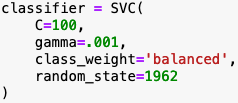 classifier = SVC(
    C=100,
    gamma=.001,
    class_weight='balanced',
    random_state=1962
)